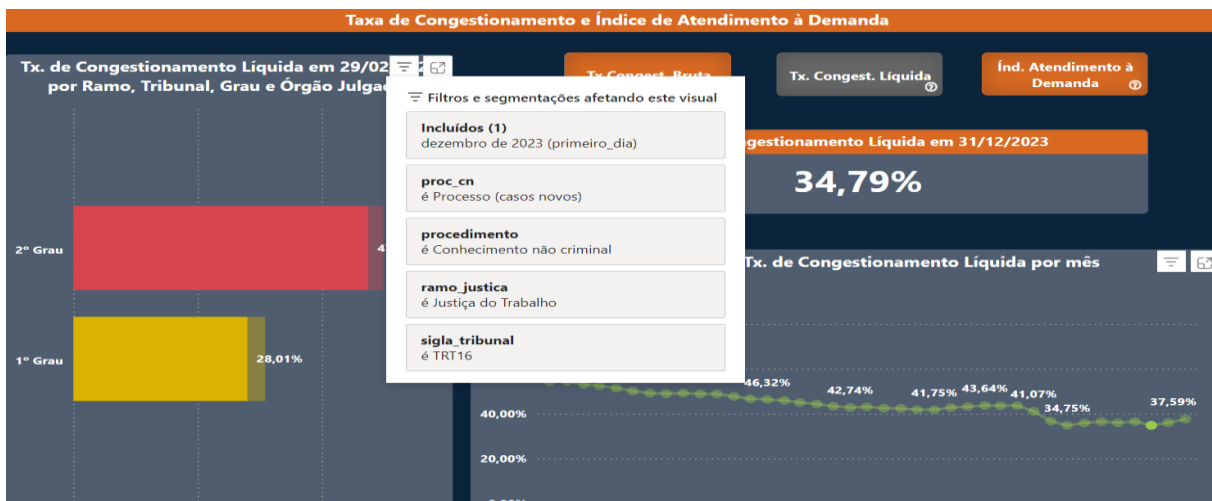 Taxa de Congestionamento e Índice de Atendimento à Demanda
Tx. de Congestionamento Líquida em 29/02
por Ramo, Tribunal, Grau e Órgão
2º Grau
1º Grau
28,01%
Filtros e segmentações afetando este visual
Incluídos (1)
dezembro de 2023 (primeiro_dia)
proc_cn
é Processo (casos novos)
procedimento
é Conhecimento não criminal
ramo_justica
é Justiça do Trabalho
sigla_tribunal
é TRT16
Tx. Congest. Líquida
Índ. Atendimento à
Demanda
Líquida em 31/12/2023
34,79%
Tx. de Congestionamento Líquida por mês
46,32%
42,74%
41,75%
43,64%
41,07%
34,75%
37,59%
40,00%
20,00%